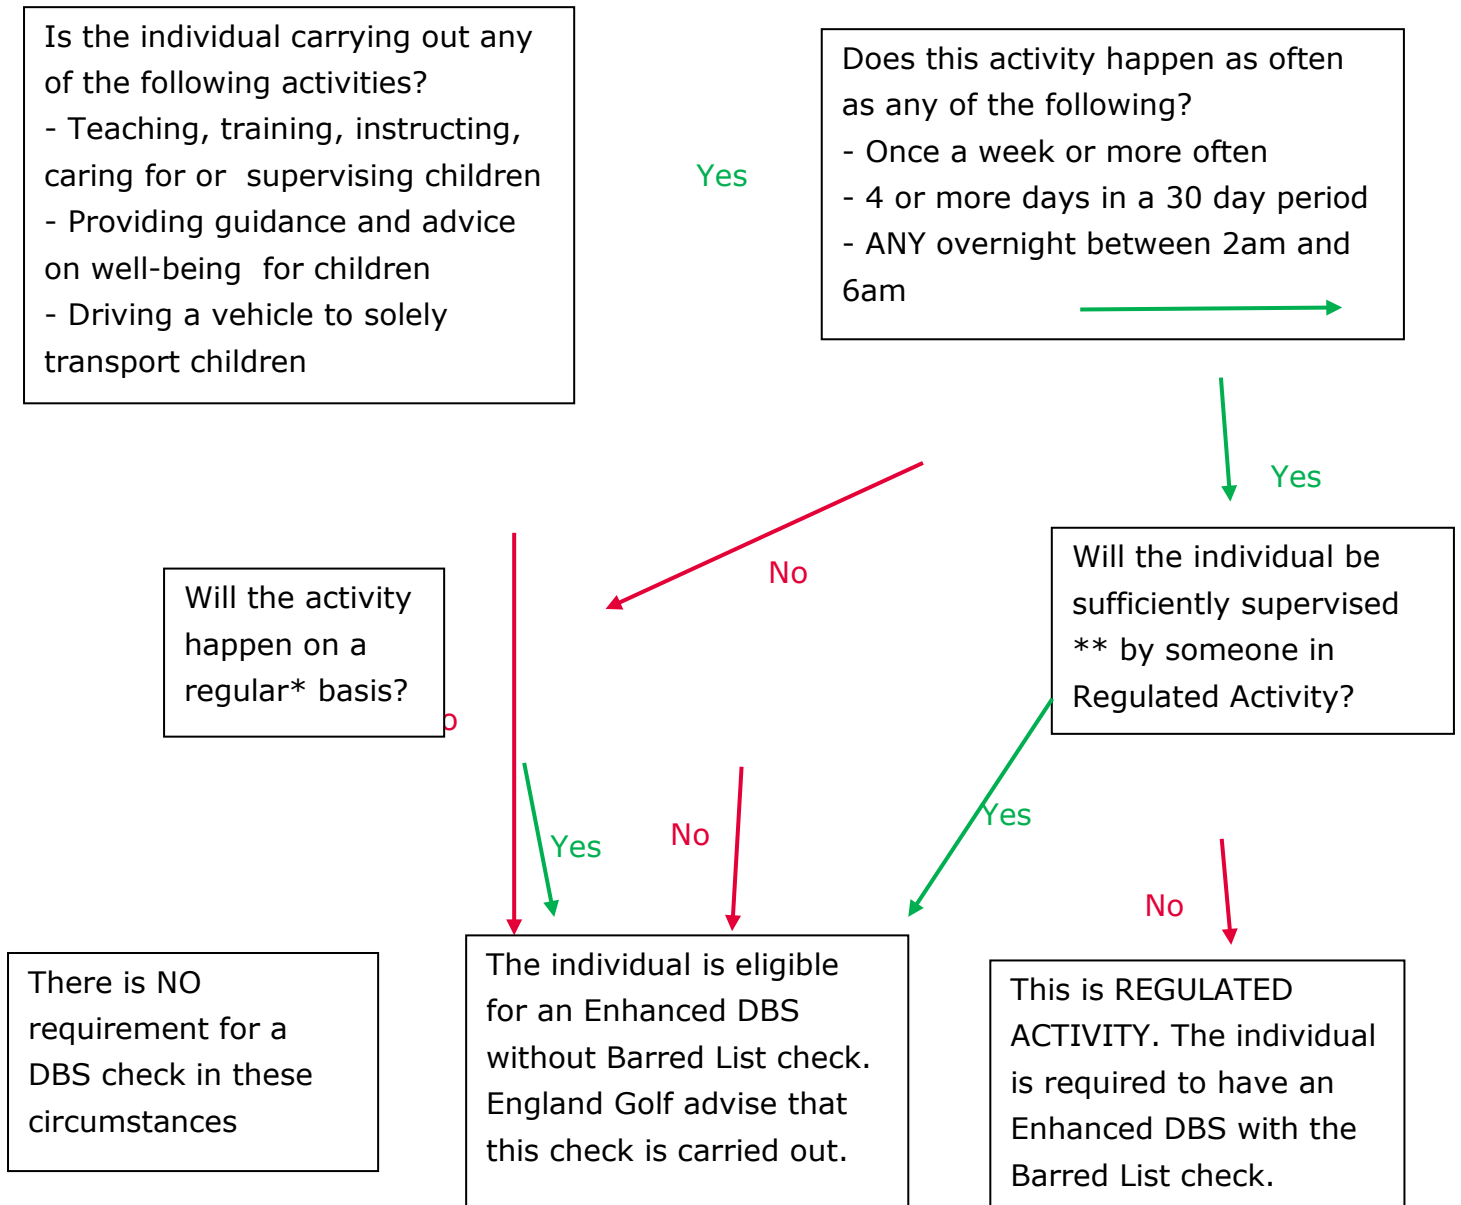 Is the individual carrying out any
of the following activities?
- Teaching, training, instructing,
caring for or  supervising children
- Providing guidance and advice
on well-being  for children
- Driving a vehicle to solely
transport children
Yes
Does this activity happen as often
as any of the following?
- Once a week or more often
- 4 or more days in a 30 day period
- ANY overnight between 2am and
6am
Yes
No
Will the activity
happen on a
regular* basis?
Will the individual be
sufficiently supervised
** by someone in
Regulated Activity?
Yes
No
Yes
No
There is NO
requirement for a
DBS check in these
circumstances
The individual is eligible
for an Enhanced DBS
without Barred List check.
England Golf advise that
this check is carried out.
This is REGULATED
ACTIVITY. The individual
is required to have an
Enhanced DBS with the
Barred List check.